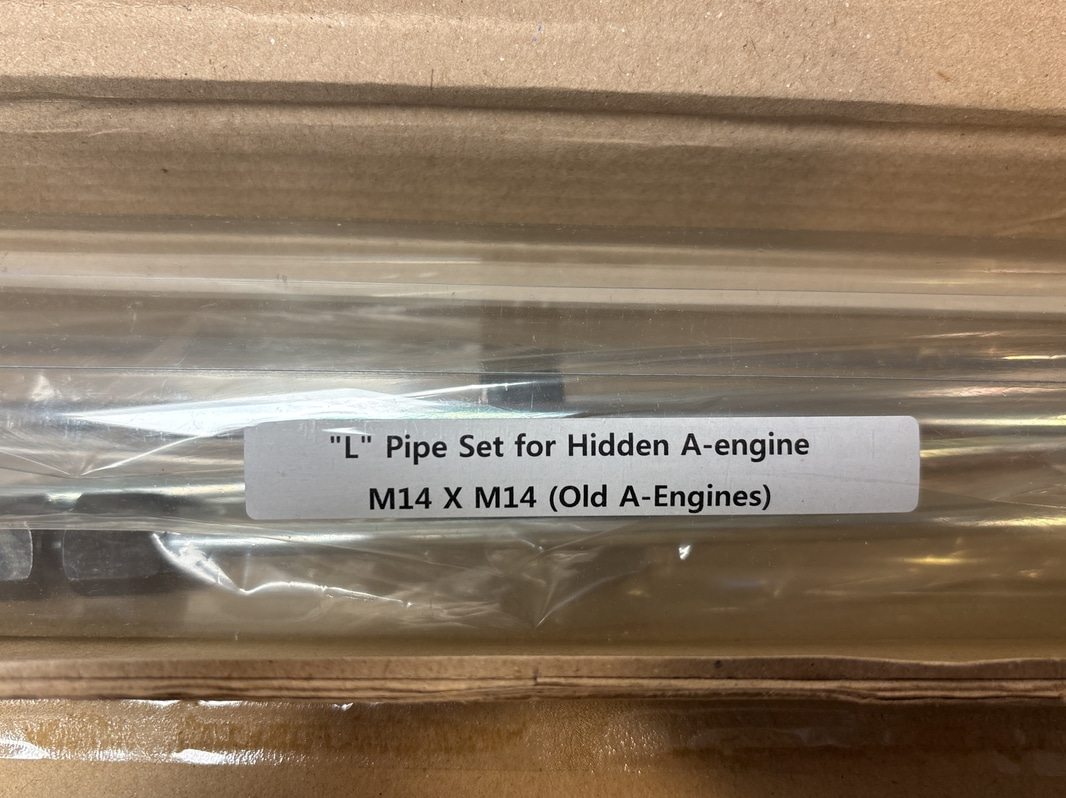 "L" Pipe Set for Hidden A-engine
M14 X M14 (Old A-Engines)